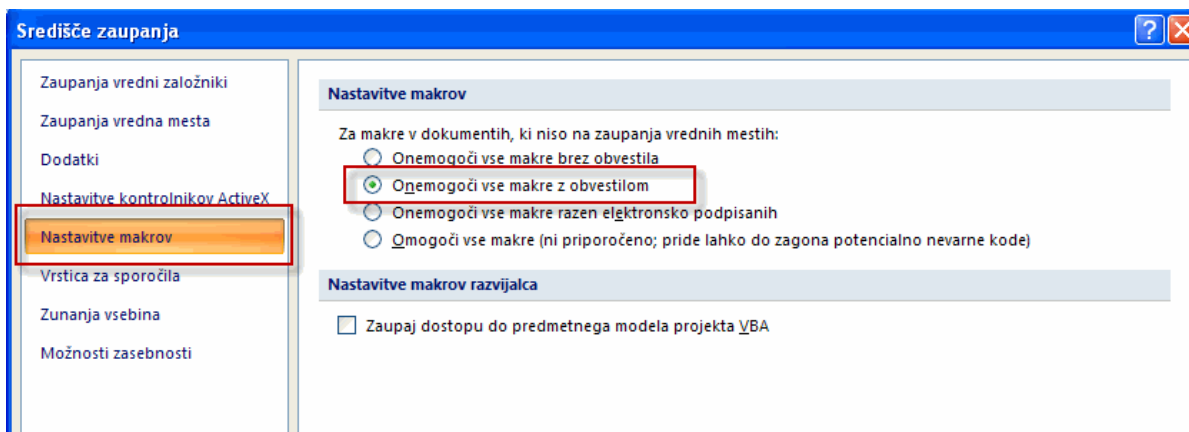 Središče zaupanja
Zaupanja vredni založniki
Zaupanja vredna mesta
Dodatki
Nastavitve kontrolnikov ActiveX
Nastavitve makrov
Vrstica za sporočila
Zunanja vsebina
Možnosti zasebnosti
Nastavitve makrov
Za makre v dokumentih, ki niso na zaupanja vrednih mestih:
Onemogoči vse makre brez obvestila
Onemogoči vse makre z obvestilom
Onemogoči vse makre razen elektronsko podpisanih
Omogoči vse makre (ni priporočeno; pride lahko do zagona potencialno nevarne kode)
Nastavitve makrov razvijalca
Zaupaj dostopu do predmetnega modela projekta VBA